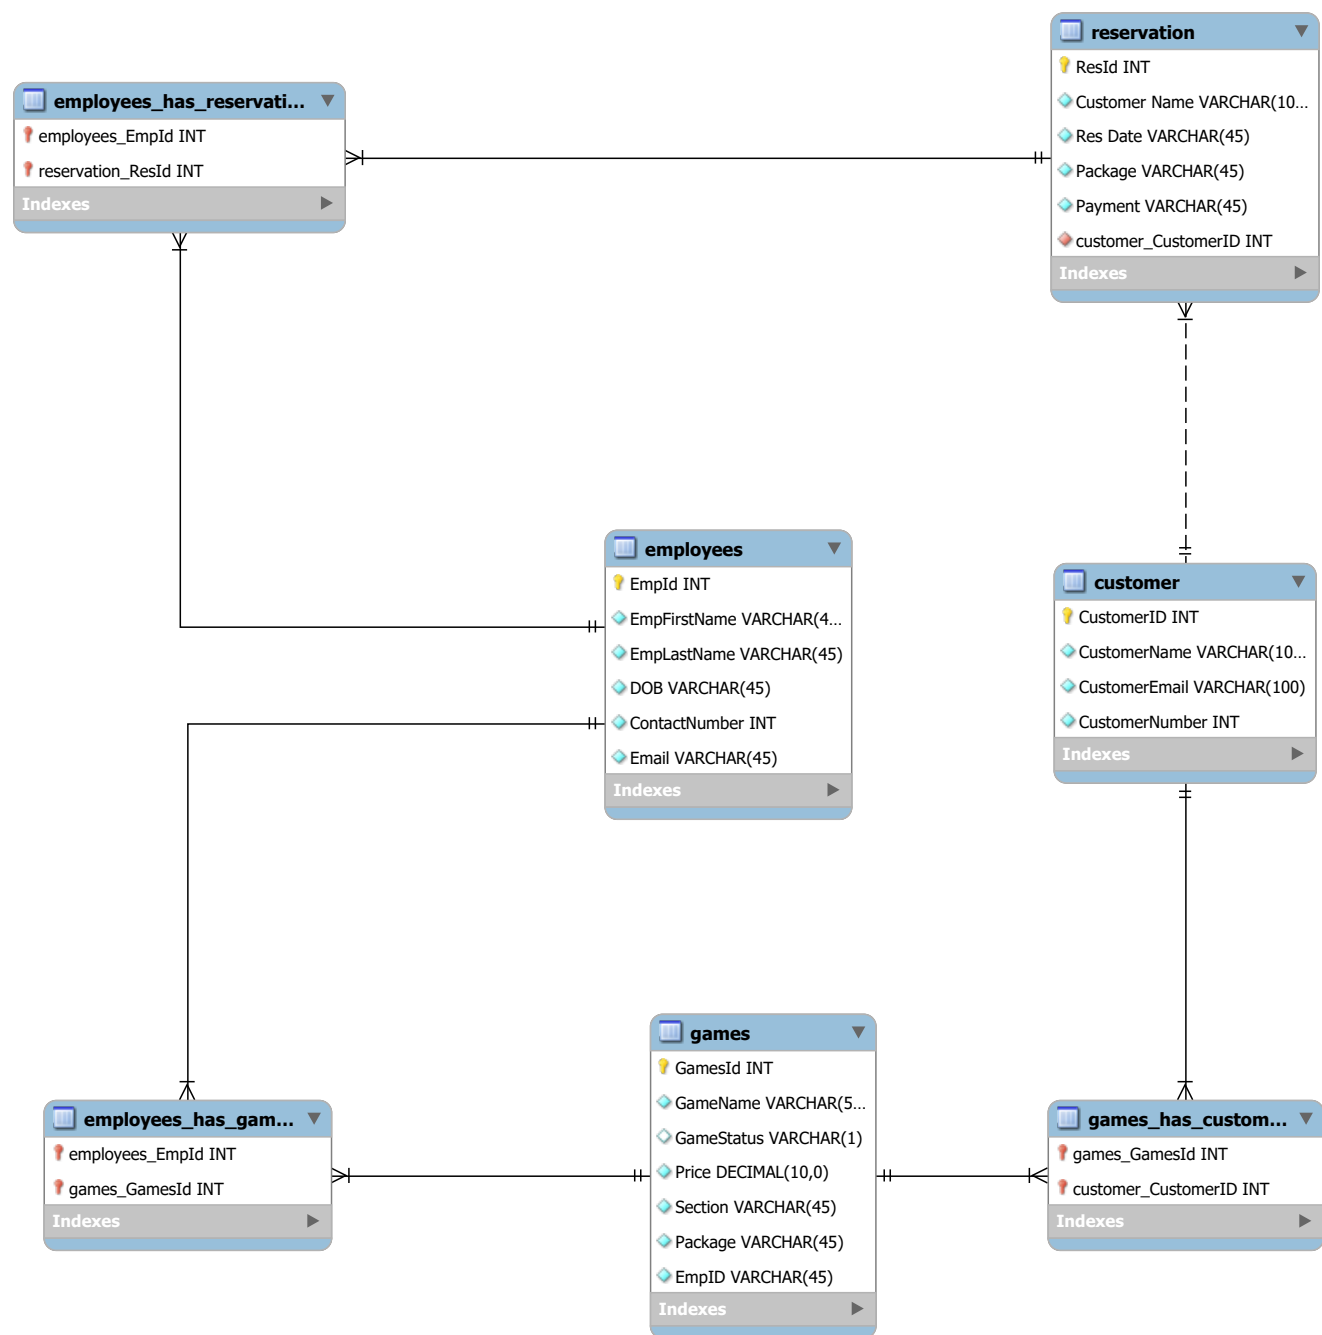 reservation
ResId INT
Customer Name VARCHAR(10...
Res Date VARCHAR(45)
Package VARCHAR(45)
Payment VARCHAR(45)
customer_CustomerID INT
Indexes
employees_has_reservati...
employees_EmpId INT
reservation_ResId INT
Indexes
employees
EmpId INT
EmpFirstName VARCHAR(4...
EmpLastName VARCHAR(45)
DOB VARCHAR(45)
ContactNumber INT
Email VARCHAR(45)
Indexes
customer
CustomerID INT
CustomerName VARCHAR(10...
CustomerEmail VARCHAR(100)
CustomerNumber INT
Indexes
games
GamesId INT
GameName VARCHAR(5...
GameStatus VARCHAR(1)
Price DECIMAL(10,0)
Section VARCHAR(45)
Package VARCHAR(45)
EmpID VARCHAR(45)
Indexes
employees_has_gam...
employees_EmpId INT
games_GamesId INT
Indexes
games_has_custom...
games_GamesId INT
customer_CustomerID INT
Indexes